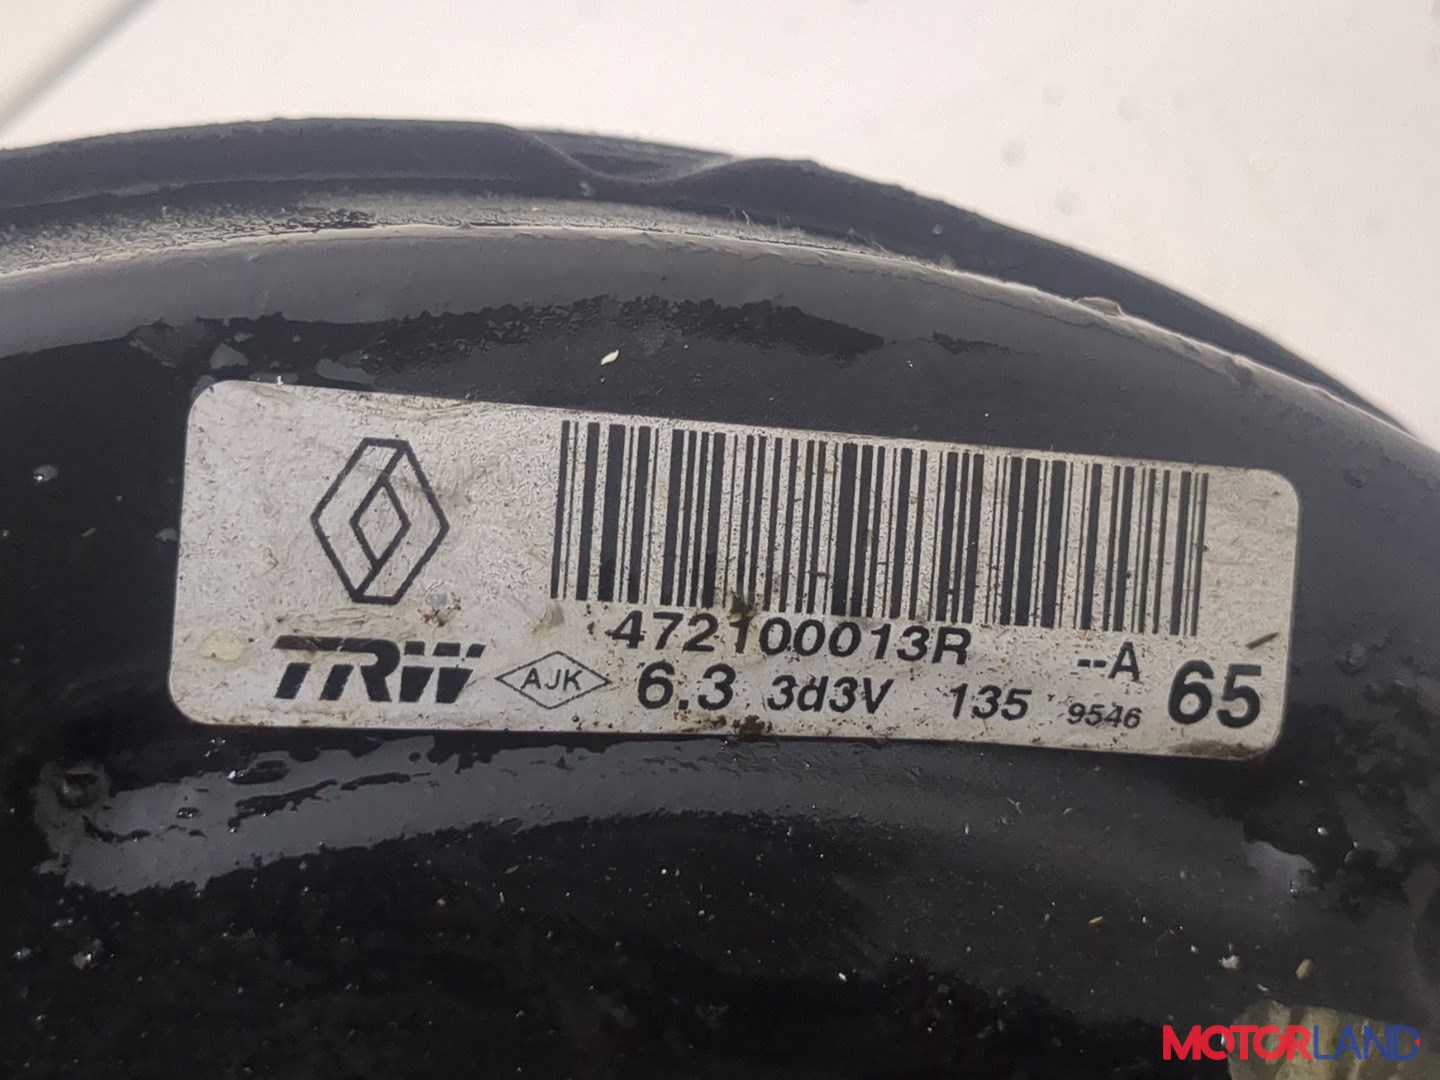 472100013R --A
TRW AJK 6.3 3d3V 135 9546 65
MOTORLAND